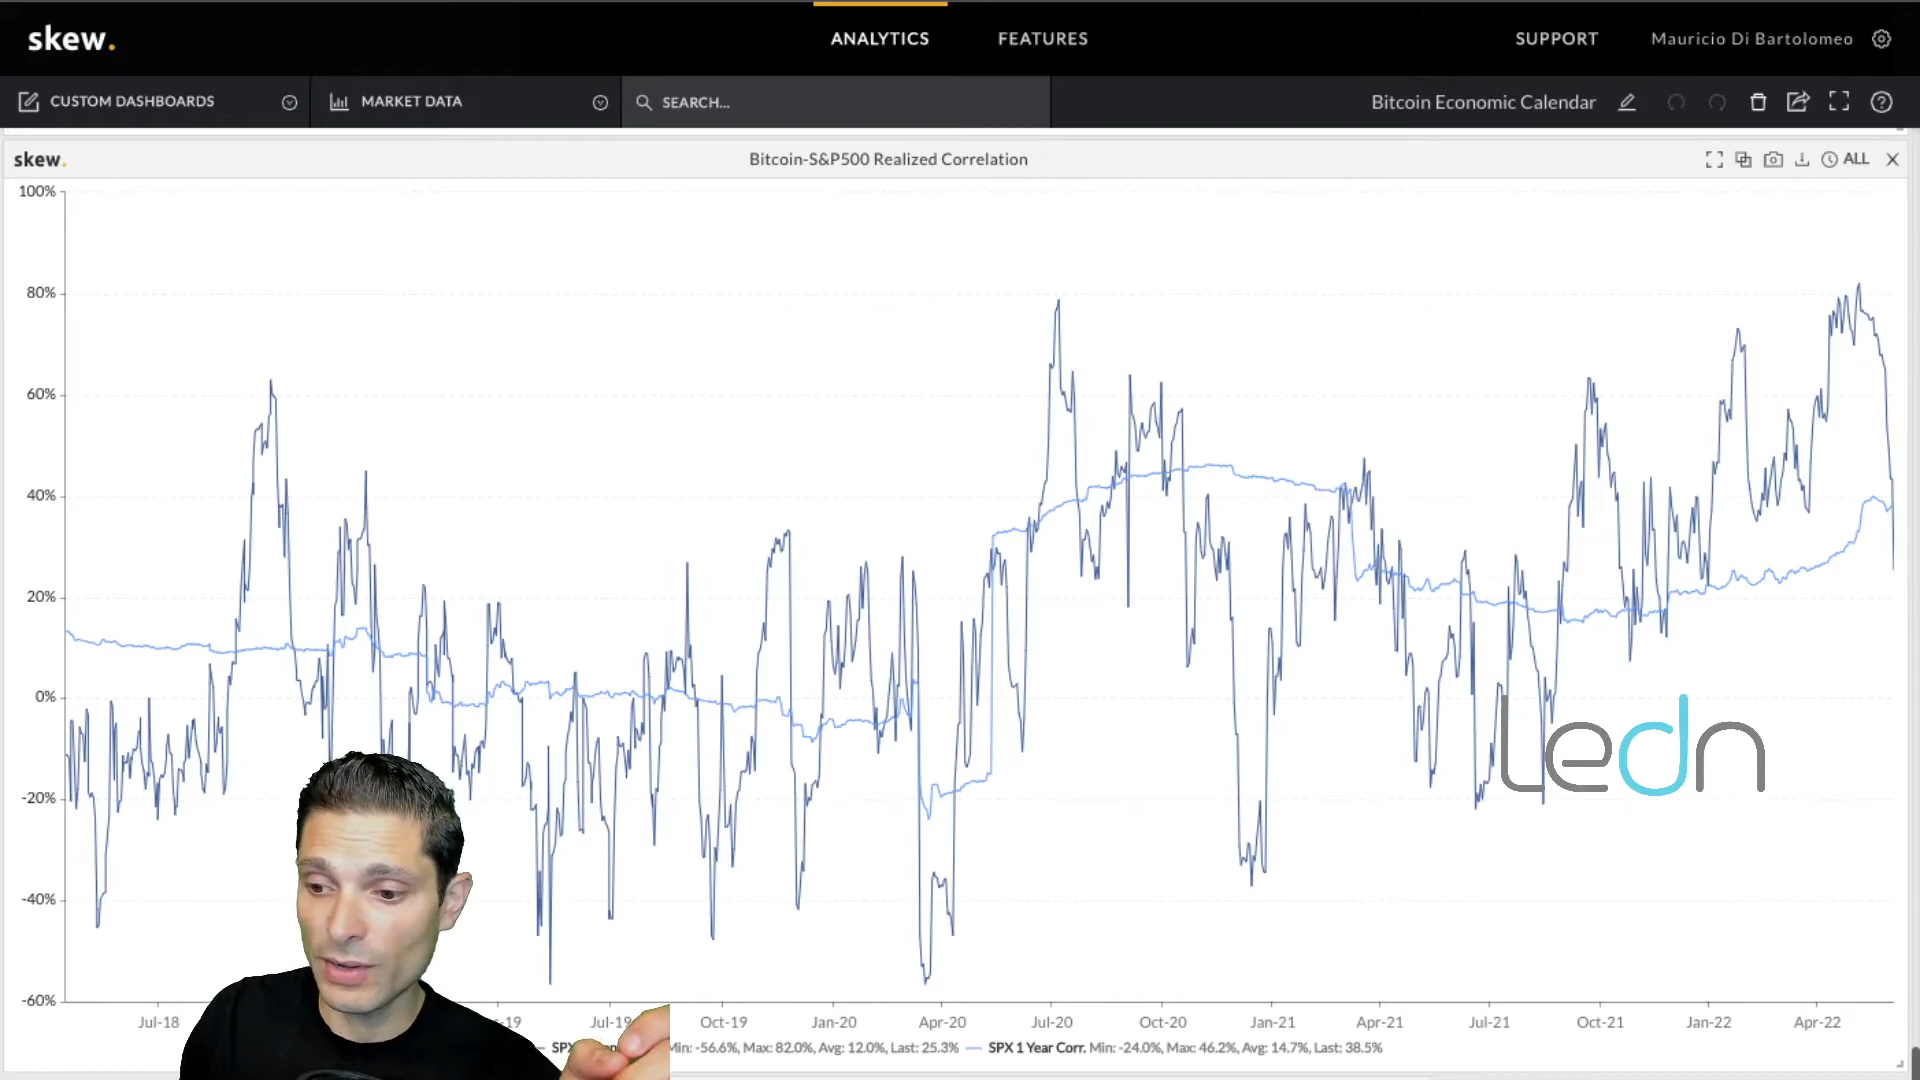 skew.
ANALYTICS
FEATURES
SUPPORT
Mauricio Di Bartolomeo
CUSTOM DASHBOARDS
MARKET DATA
SEARCH...
Bitcoin Economic Calendar
skew.
Bitcoin-S&P500 Realized Correlation
ALL
100%
80%
60%
40%
20%
0%
-20%
-40%
-60%
ledn
Jul-18
-19
Jul-19
Oct-19
Jan-20
Apr-20
Jul-20
Oct-20
Jan-21
Apr-21
Jul-21
Oct-21
Jan-22
Apr-22
Min: -56.6%, Max: 82.0%, Avg: 12.0%, Last: 25.3%
SPX 1 Year Corr. Min: -24.0%, Max: 46.2%, Avg: 14.7%, Last: 38.5%